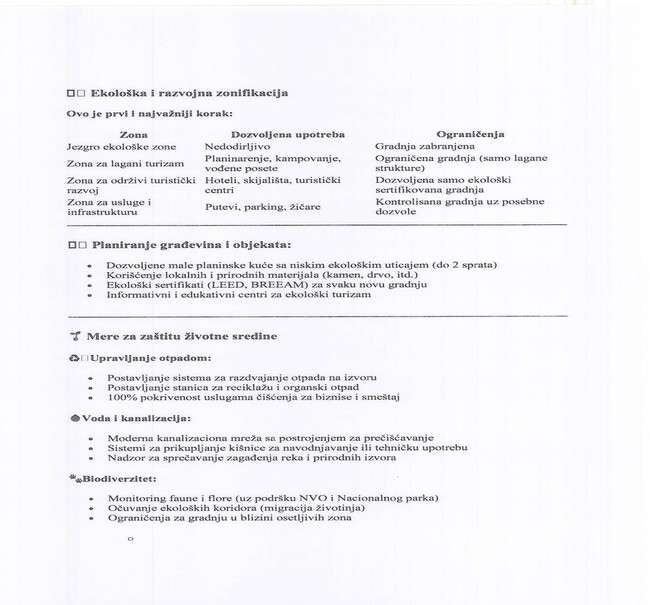 Ekološka i razvojna zonifikacija
Ovo je prvi i najvažniji korak:
Zona Dozvoljena upotreba Ograničenja
Jezgro ekološke zone Nedodirljivo Gradnja zabranjena
Zona za lagani turizam Planinarenje, kampovanje, vođene posete Ograničena gradnja (samo lagane strukture)
Zona za održivi turistički razvoj Hoteli, skijališta, turistički centri Dozvoljena samo ekološki sertifikovana gradnja
Zona za usluge i infrastrukturu Putevi, parking, žičare Kontrolisana gradnja uz posebne dozvole
Planiranje građevina i objekata:
• Dozvoljene male planinske kuće sa niskim ekološkim uticajem (do 2 sprata)
• Korišćenje lokalnih i prirodnih materijala (kamen, drvo, itd.)
• Ekološki sertifikati (LEED, BREEAM) za svaku novu gradnju
• Informativni i edukativni centri za ekološki turizam
Mere za zaštitu životne sredine
Upravljanje otpadom:
• Postavljanje sistema za razdvajanje otpada na izvoru
• Postavljanje stanica za reciklažu i organski otpad
• 100% pokrivenost uslugama čišćenja za biznise i smeštaj
Voda i kanalizacija:
• Moderna kanalizaciona mreža sa postrojenjem za prečišćavanje
• Sistemi za prikupljanje kišnice za navodnjavanje ili tehničku upotrebu
• Nadzor za sprečavanje zagađenja reka i prirodnih izvora
Biodiverzitet:
• Monitoring faune i flore (uz podršku NVO i Nacionalnog parka)
• Očuvanje ekoloških koridora (migracija životinja)
• Ograničenja za gradnju u blizini osetljivih zona